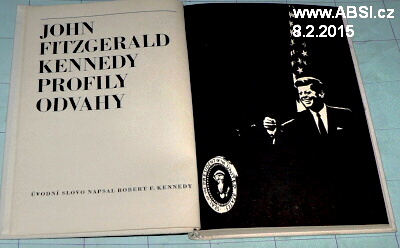 www.ABSI.cz
8.2.2015
JOHN
FITZGERALD
KENNEDY
PROFILY
ODVAHY
ÚVODNÍ SLOVO NAPSAL ROBERT F. KENNEDY